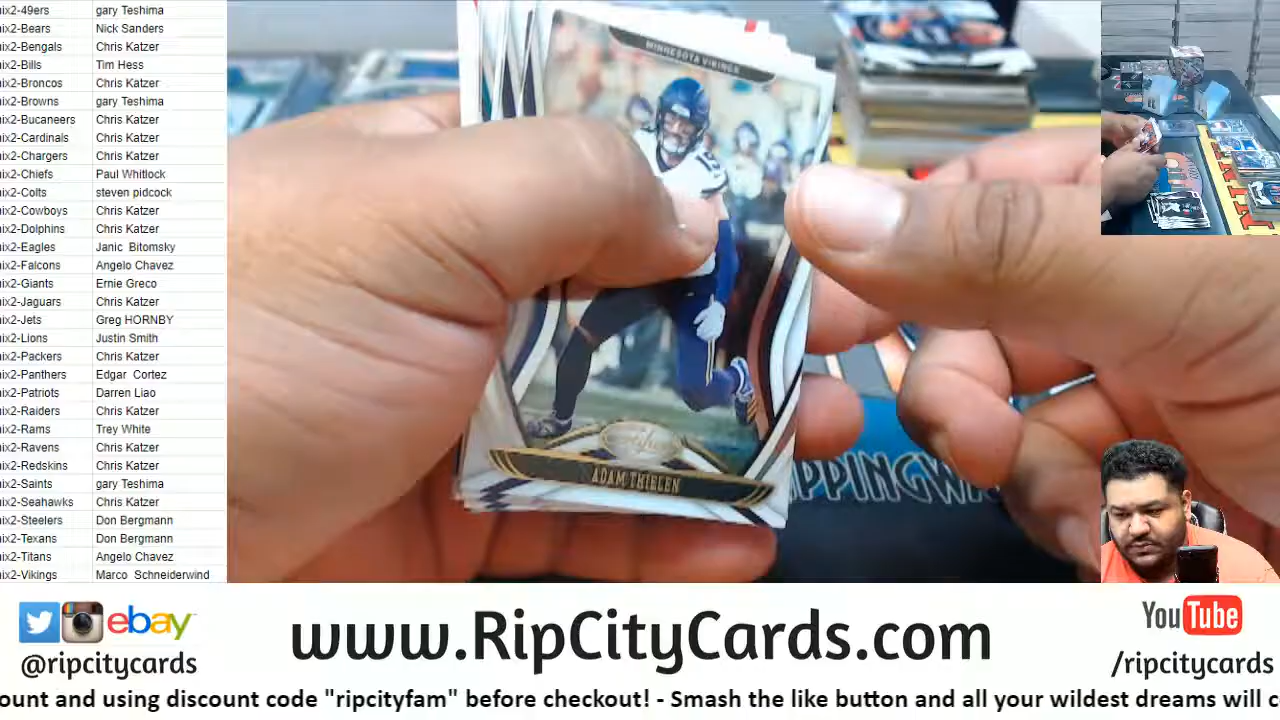 ix2-49ers gary Teshima
ix2-Bears Nick Sanders
ix2-Bengals Chris Katzer
ix2-Bills Tim Hess
ix2-Broncos Chris Katzer
ix2-Browns gary Teshima
ix2-Bucaneers Chris Katzer
ix2-Cardinals Chris Katzer
ix2-Chargers Chris Katzer
ix2-Chiefs Paul Whitlock
ix2-Colts steven pidcock
ix2-Cowboys Chris Katzer
ix2-Dolphins Chris Katzer
ix2-Eagles Janic Bitomsky
ix2-Falcons Angelo Chavez
ix2-Giants Ernie Greco
ix2-Jaguars Chris Katzer
ix2-Jets Greg HORNBY
ix2-Lions Justin Smith
ix2-Packers Chris Katzer
ix2-Panthers Edgar Cortez
ix2-Patriots Darren Liao
ix2-Raiders Chris Katzer
ix2-Rams Trey White
ix2-Ravens Chris Katzer
ix2-Redskins Chris Katzer
ix2-Saints gary Teshima
ix2-Seahawks Chris Katzer
ix2-Steelers Don Bergmann
ix2-Texans Don Bergmann
ix2-Titans Angelo Chavez
ix2-Vikings Marco Schneiderwind
MINNESOTA VIKINGS
19
Certified
ADAM THIELEN
IPPINGW
ebay
@ripcitycards
www.RipCityCards.com
YouTube
/ripcitycards
ount and using discount code "ripcityfam" before checkout! - Smash the like button and all your wildest dreams will c